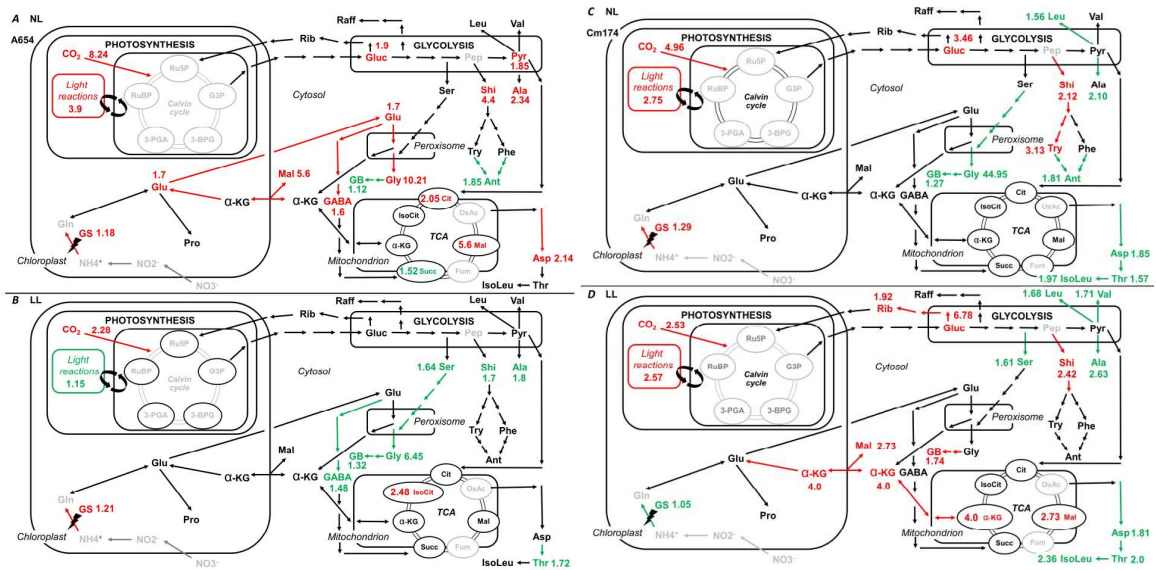 A NL
A654
PHOTOSYNTHESIS
CO₂ 8.24
Light
reactions
3.9
Ru5P
RuBP
G3P
Calvin
cycle
3-PGA
3-BPG
Raff
Rib
Leu
Val
1.9
GLYCOLYSIS
Gluc
Pep
Pyr
1.85
Cytosol
Ser
Shi
4.4
Ala
2.34
1.7
Glu
Peroxisome
Try
Phe
GB
1.12
Gly 10.21
1.85 Ant
1.7
Glu
Mal 5.6
α-KG
α-KG
GABA
1.6
2.05 Cit
IsoCit
OxAc
α-KG
TCA
5.6 Mal
1.52 Succ
Fum
Mitochondrion
Gln
GS 1.18
Pro
Chloroplast
NH4⁺
NO2⁻
NO3⁻
Asp 2.14
IsoLeu
Thr
B LL
PHOTOSYNTHESIS
CO₂ 2.28
Light
reactions
1.15
Ru5P
RuBP
G3P
Calvin
cycle
3-PGA
3-BPG
Raff
Rib
Leu
Val
Gluc
GLYCOLYSIS
Pep
Pyr
Cytosol
1.64 Ser
Shi
1.7
Ala
1.8
Glu
Peroxisome
Try
Phe
GB
1.32
Gly 6.45
Ant
Glu
Mal
α-KG
α-KG
GABA
1.48
Cit
2.48 IsoCit
OxAc
α-KG
TCA
Mal
Succ
Fum
Mitochondrion
Gln
GS 1.21
Pro
Chloroplast
NH4⁺
NO2⁻
NO3⁻
Asp
IsoLeu
Thr 1.72
C NL
Cm174
PHOTOSYNTHESIS
CO₂ 4.96
Light
reactions
2.75
Ru5P
RuBP
G3P
Calvin
cycle
3-PGA
3-BPG
Raff
Rib
1.56 Leu
Val
3.46
GLYCOLYSIS
Gluc
Pep
Pyr
Cytosol
Ser
Shi
2.12
Ala
2.10
Glu
Peroxisome
Try
3.13
Phe
GB
1.27
Gly 44.95
1.81 Ant
Glu
Mal
α-KG
α-KG
GABA
Cit
IsoCit
OxAc
α-KG
TCA
Mal
Succ
Fum
Mitochondrion
Gln
GS 1.29
Pro
Chloroplast
NH4⁺
NO2⁻
NO3⁻
Asp 1.85
1.97 IsoLeu
Thr 1.57
D LL
PHOTOSYNTHESIS
CO₂ 2.53
Light
reactions
2.57
Ru5P
RuBP
G3P
Calvin
cycle
3-PGA
3-BPG
Raff
1.92
Rib
1.68 Leu
1.71 Val
6.78
GLYCOLYSIS
Gluc
Pep
Pyr
Cytosol
1.61 Ser
Shi
2.42
Ala
2.63
Glu
Peroxisome
Try
Phe
GB
1.74
Gly
Ant
Glu
Mal 2.73
α-KG
4.0
α-KG
4.0
GABA
Cit
IsoCit
OxAc
4.0 α-KG
TCA
2.73 Mal
Succ
Fum
Mitochondrion
Gln
GS 1.05
Pro
Chloroplast
NH4⁺
NO2⁻
NO3⁻
Asp 1.81
2.36 IsoLeu
Thr 2.0